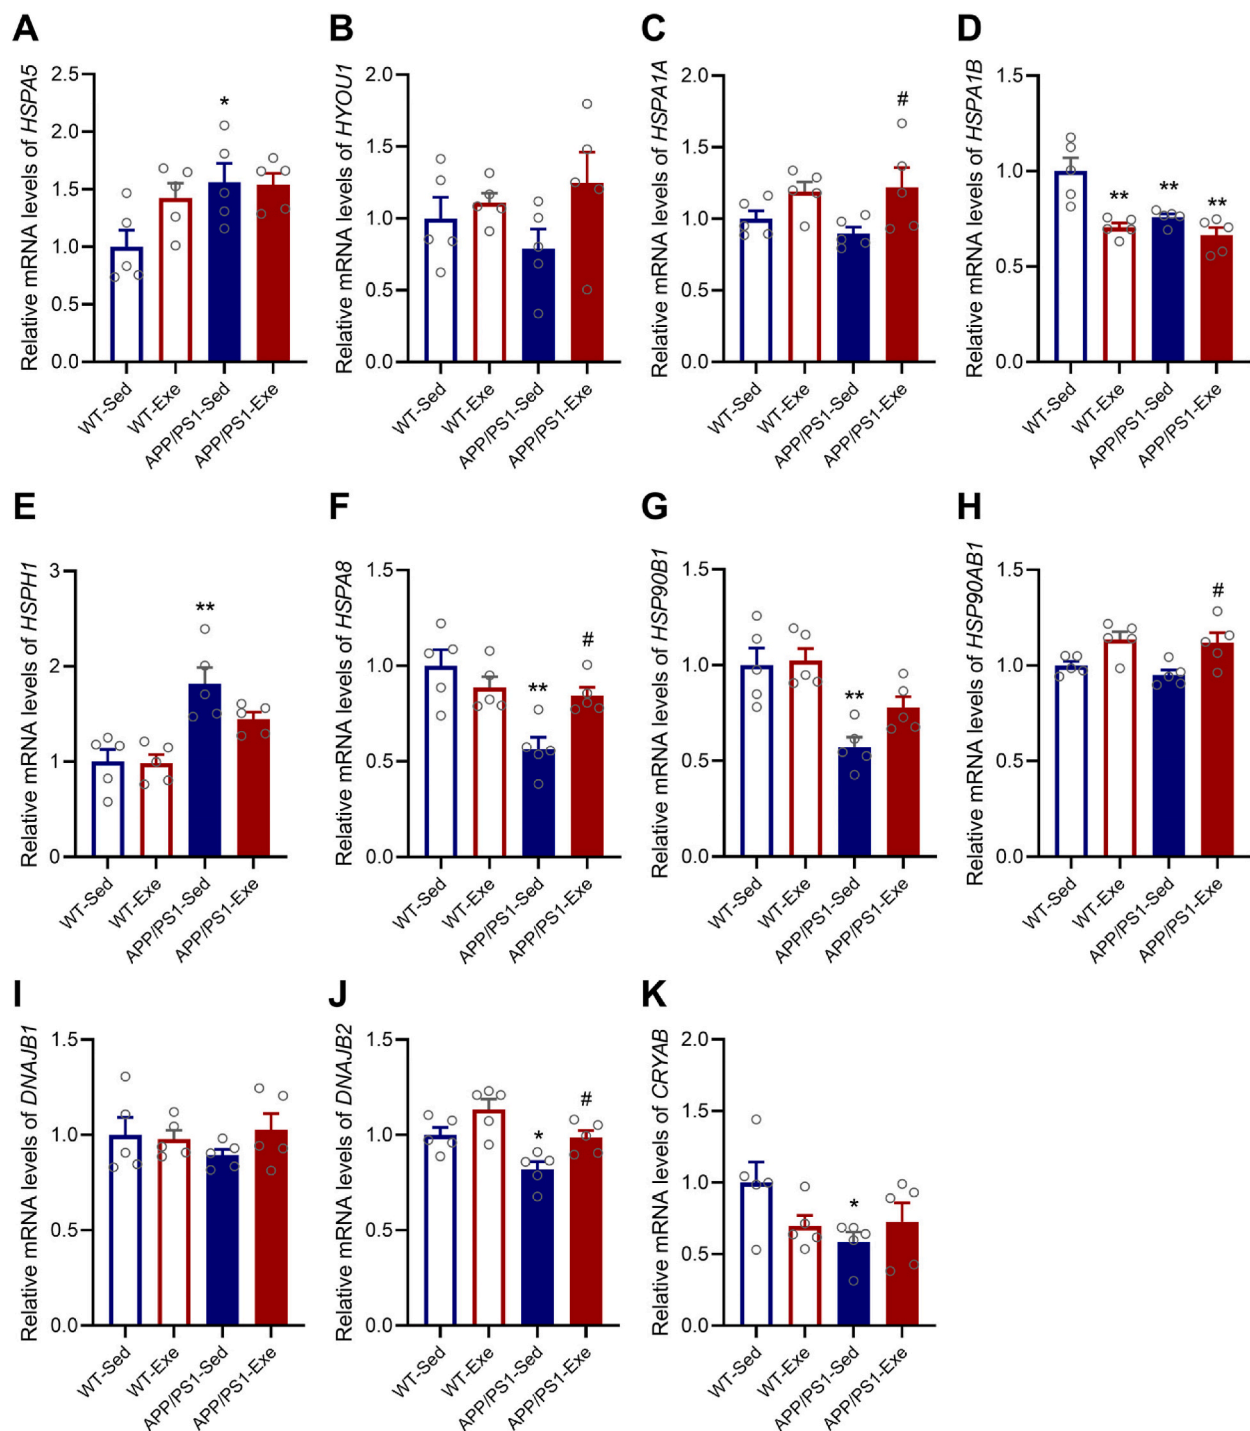 A
Relative mRNA levels of HSPA5
2.5
2.0
1.5
1.0
0.5
0.0
*
WT-Sed
WT-Exe
APP/PS1-Sed
APP/PS1-Exe
B
Relative mRNA levels of HYOU1
2.0
1.5
1.0
0.5
0.0
WT-Sed
WT-Exe
APP/PS1-Sed
APP/PS1-Exe
C
Relative mRNA levels of HSPA1A
2.0
1.5
1.0
0.5
0.0
#
WT-Sed
WT-Exe
APP/PS1-Sed
APP/PS1-Exe
D
Relative mRNA levels of HSPA1B
1.5
1.0
0.5
0.0
**
**
**
WT-Sed
WT-Exe
APP/PS1-Sed
APP/PS1-Exe
E
Relative mRNA levels of HSPH1
3
2
1
0
**
WT-Sed
WT-Exe
APP/PS1-Sed
APP/PS1-Exe
F
Relative mRNA levels of HSPA8
1.5
1.0
0.5
0.0
**
#
WT-Sed
WT-Exe
APP/PS1-Sed
APP/PS1-Exe
G
Relative mRNA levels of HSP90B1
1.5
1.0
0.5
0.0
**
WT-Sed
WT-Exe
APP/PS1-Sed
APP/PS1-Exe
H
Relative mRNA levels of HSP90AB1
1.5
1.0
0.5
0.0
#
WT-Sed
WT-Exe
APP/PS1-Sed
APP/PS1-Exe
I
Relative mRNA levels of DNAJB1
1.5
1.0
0.5
0.0
WT-Sed
WT-Exe
APP/PS1-Sed
APP/PS1-Exe
J
Relative mRNA levels of DNAJB2
1.5
1.0
0.5
0.0
*
#
WT-Sed
WT-Exe
APP/PS1-Sed
APP/PS1-Exe
K
Relative mRNA levels of CRYAB
2.0
1.5
1.0
0.5
0.0
*
WT-Sed
WT-Exe
APP/PS1-Sed
APP/PS1-Exe